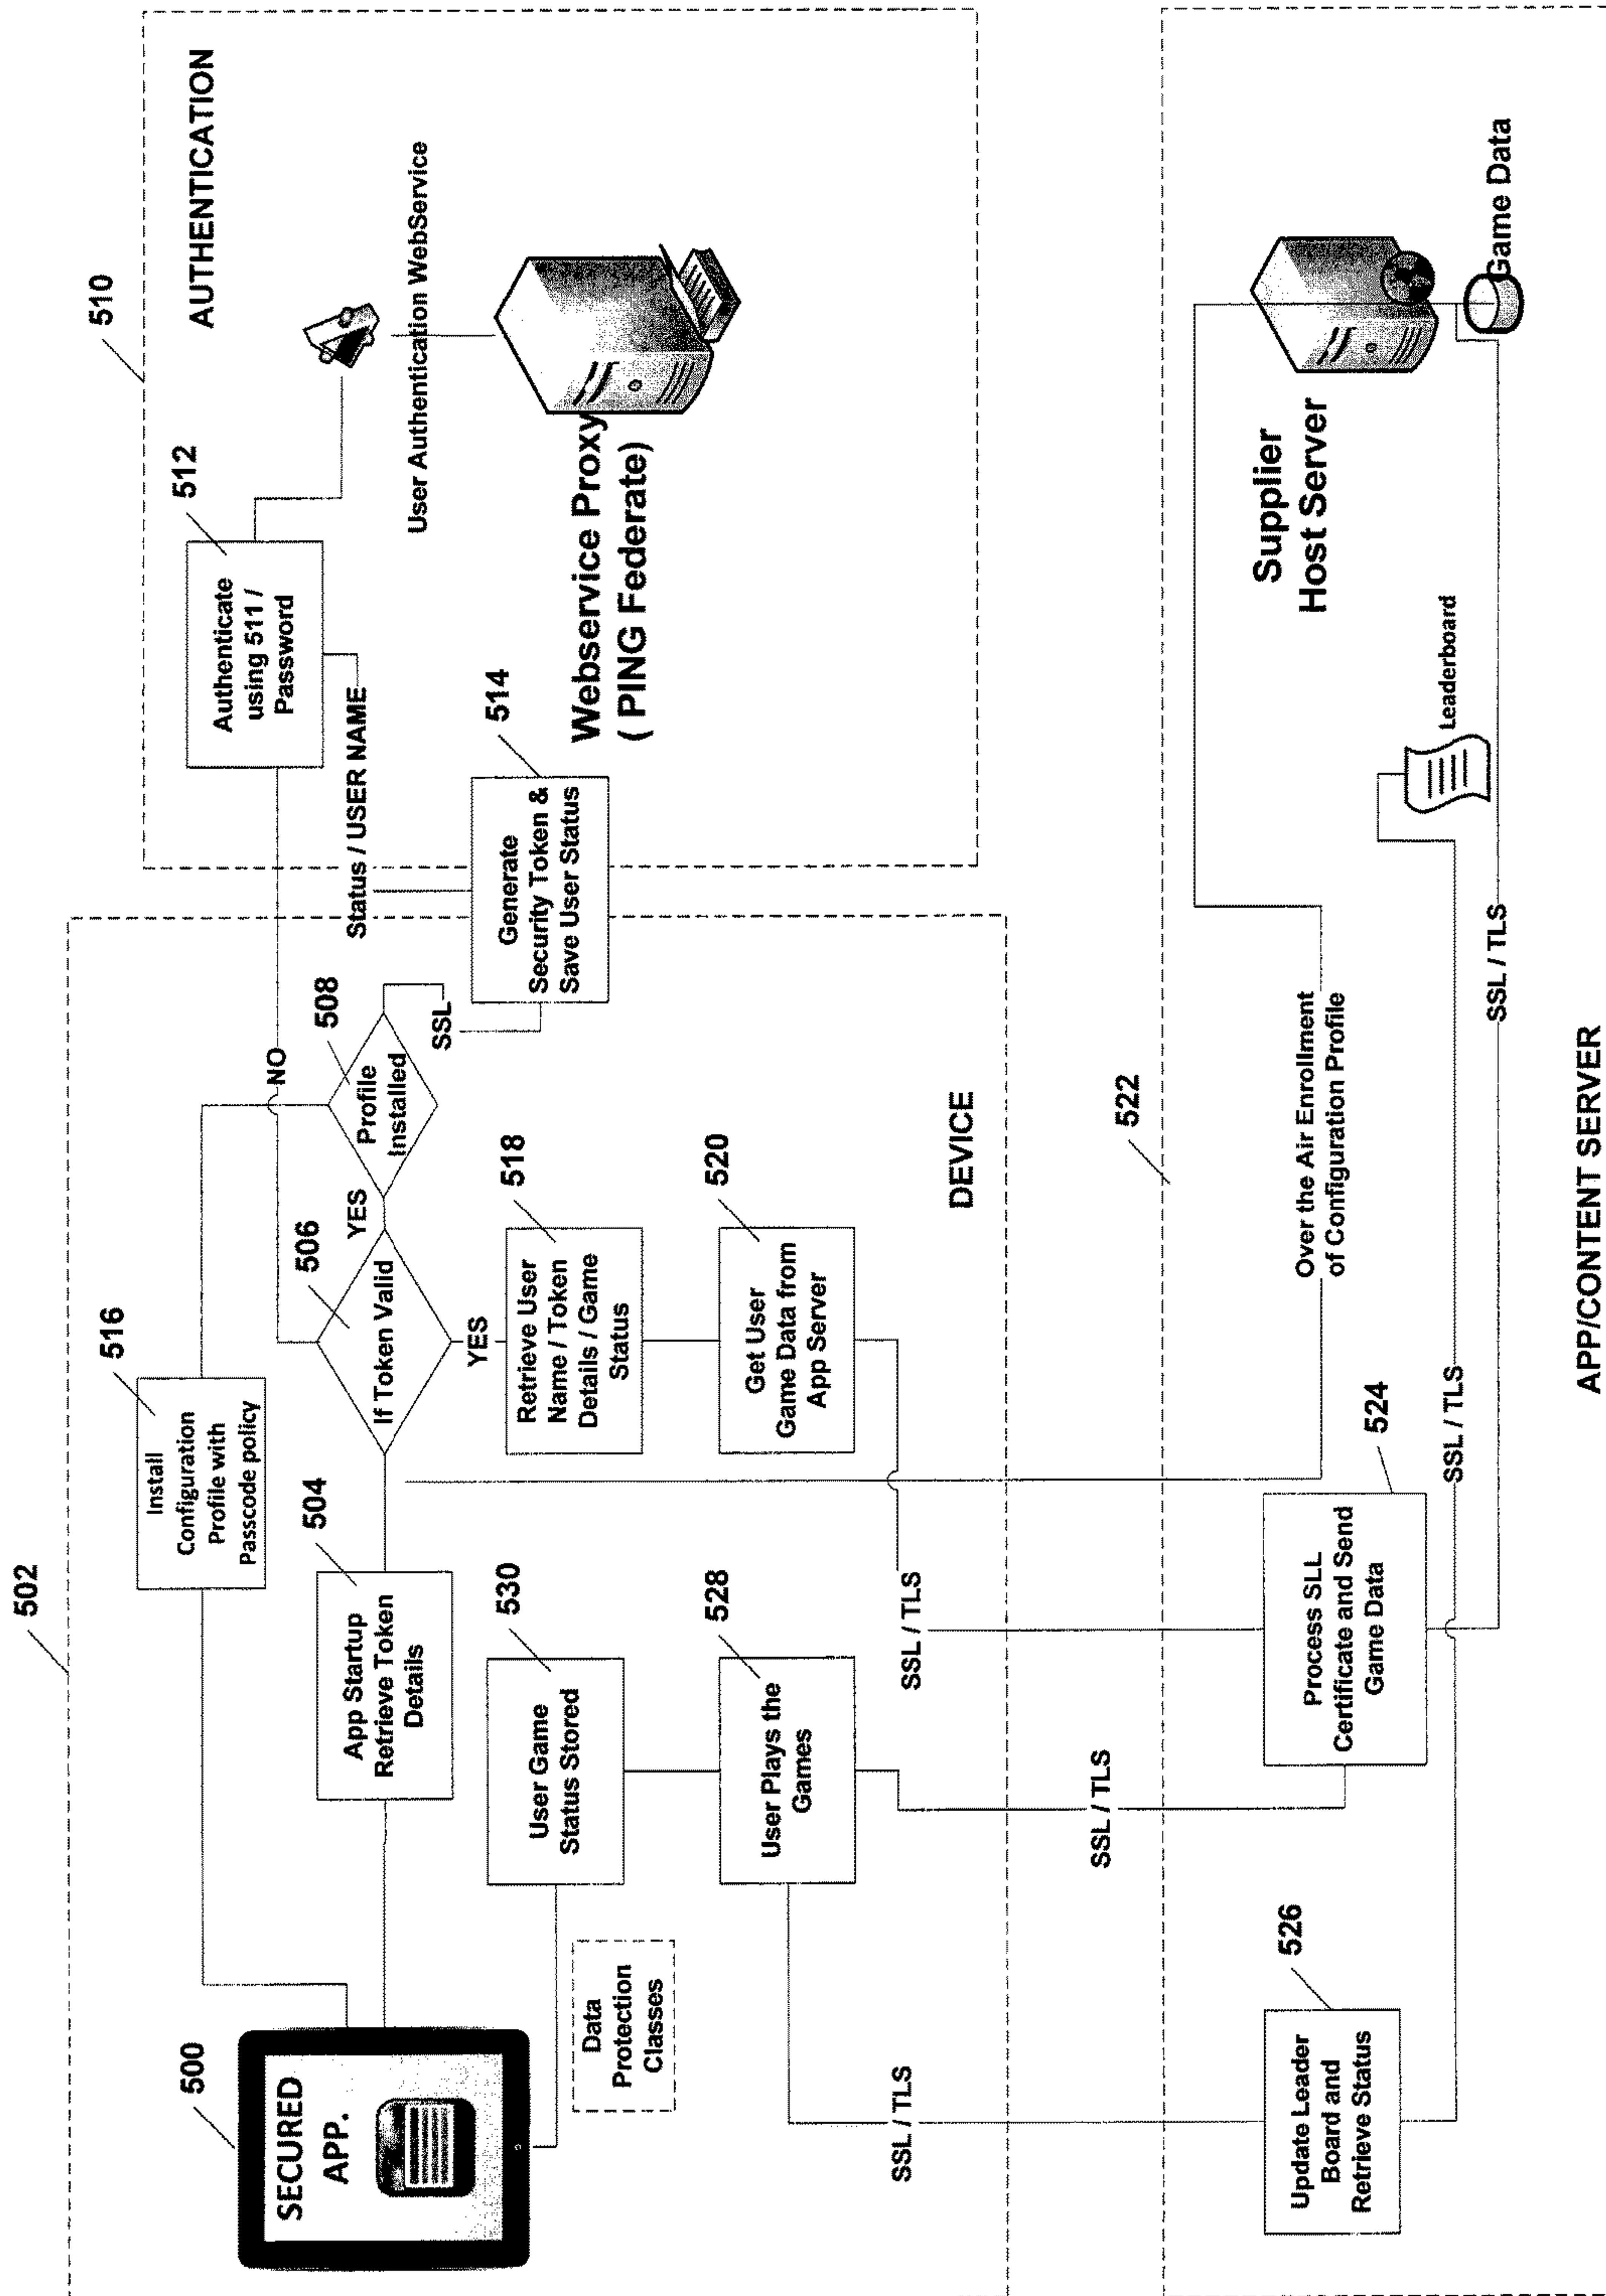 502
500
SECURED
APP.
516
Install
Configuration
Profile with
Passcode policy
504
App Startup
Retrieve Token
Details
506
If Token Valid
YES
NO
508
Profile
Installed
SSL
YES
518
Retrieve User
Name / Token
Details / Game
Status
520
Get User
Game Data from
App Server
530
User Game
Status Stored
528
User Plays the
Games
Data
Protection
Classes
DEVICE
510
AUTHENTICATION
512
Authenticate
using 511 /
Password
Status / USER NAME
514
Generate
Security Token &
Save User Status
User Authentication WebService
Webservice Proxy
( PING Federate)
SSL / TLS
SSL / TLS
SSL / TLS
522
Over the Air Enrollment
of Configuration Profile
Supplier
Host Server
Game Data
Leaderboard
524
Process SLL
Certificate and Send
Game Data
526
Update Leader
Board and
Retrieve Status
SSL / TLS
SSL / TLS
APP/CONTENT SERVER